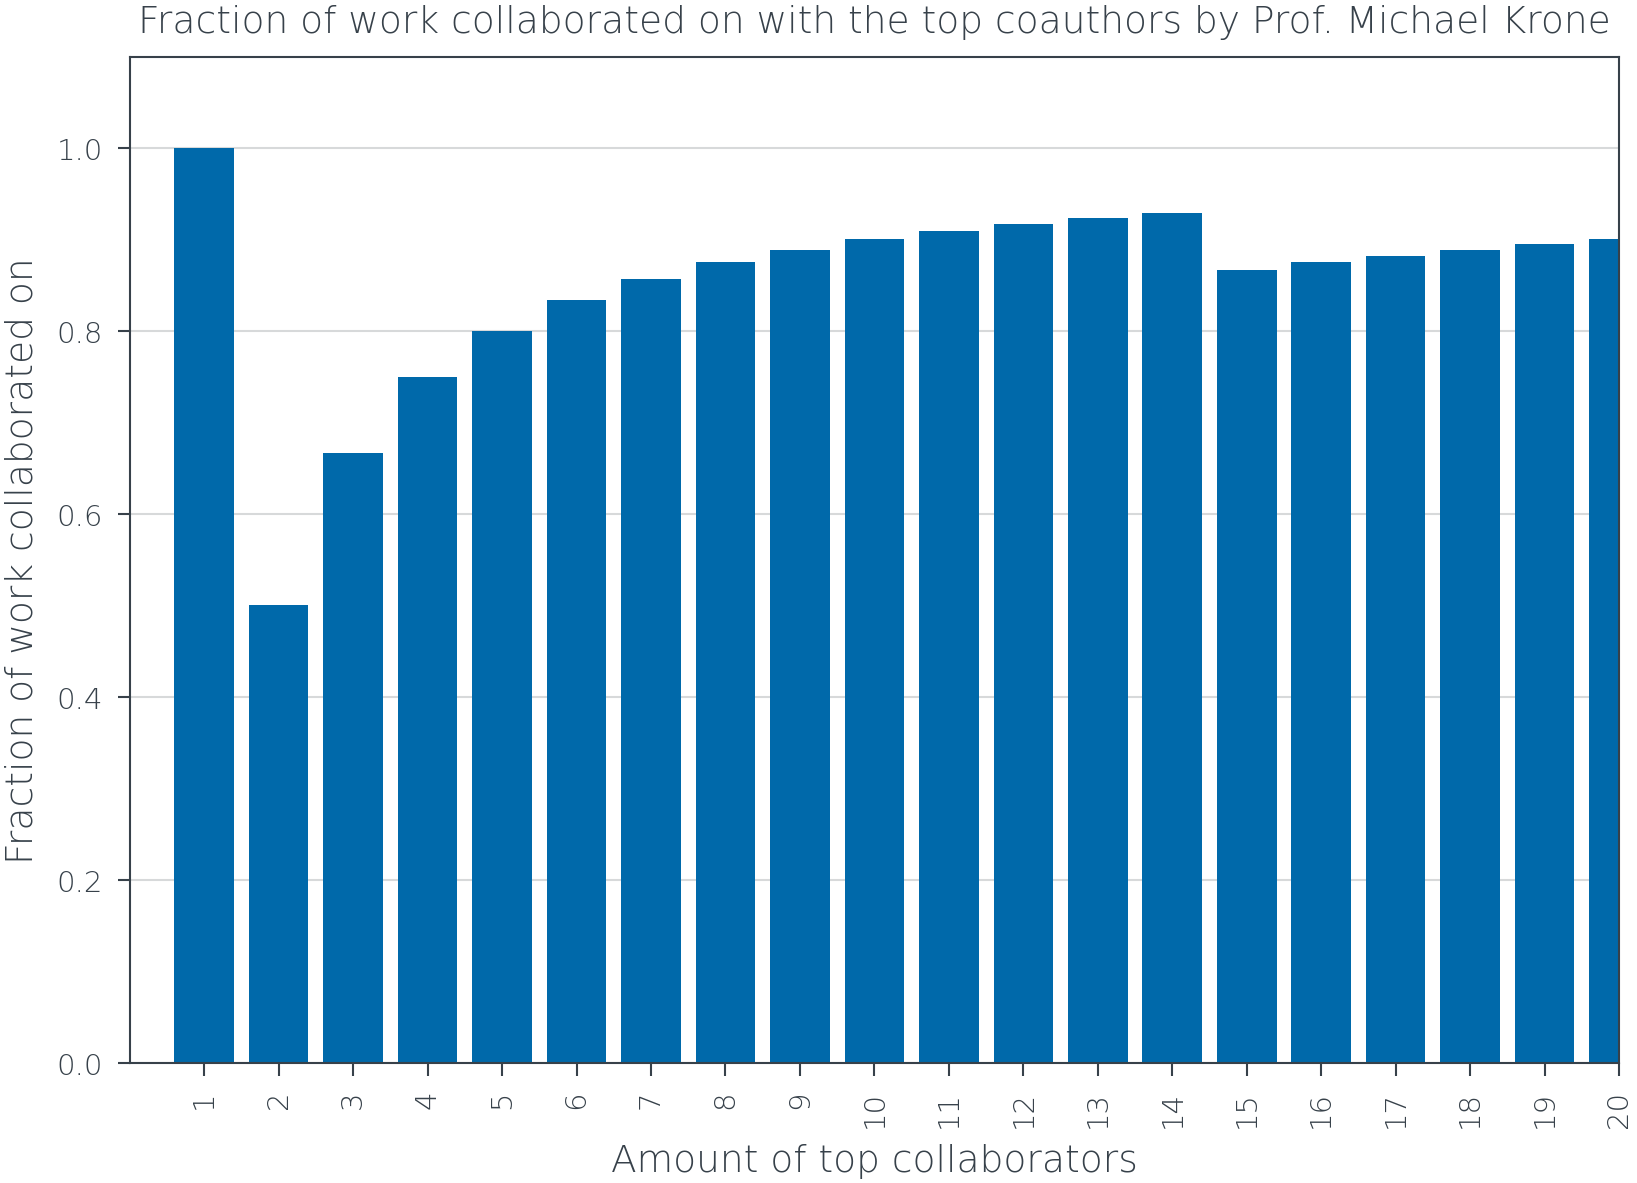 Fraction of work collaborated on with the top coauthors by Prof. Michael Krone
Fraction of work collaborated on
1.0
0.8
0.6
0.4
0.2
0.0
1 2 3 4 5 6 7 8 9 10 11 12 13 14 15 16 17 18 19 20
Amount of top collaborators